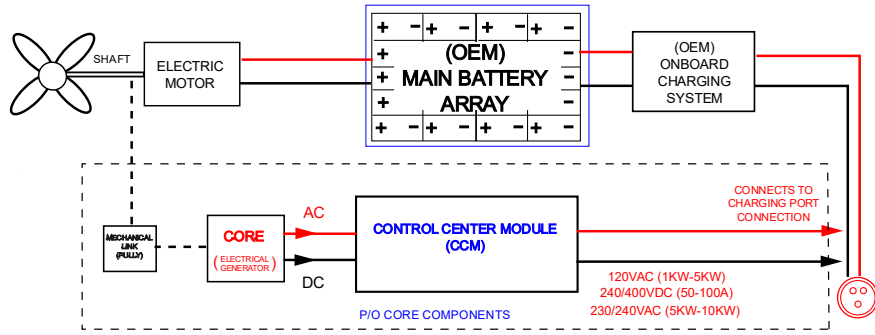 SHAFT
ELECTRIC
MOTOR
+ - + - + - + -
+ (OEM) -
+ MAIN BATTERY -
+ ARRAY -
+ - + - + - + -
(OEM)
ONBOARD
CHARGING
SYSTEM
MECHANICAL
LINK
(PULLY)
CORE
(ELECTRICAL
GENERATOR)
AC
DC
CONTROL CENTER MODULE
(CCM)
CONNECTS TO
CHARGING PORT
CONNECTION
120VAC (1KW-5KW)
240/400VDC (50-100A)
230/240VAC (5KW-10KW)
P/O CORE COMPONENTS